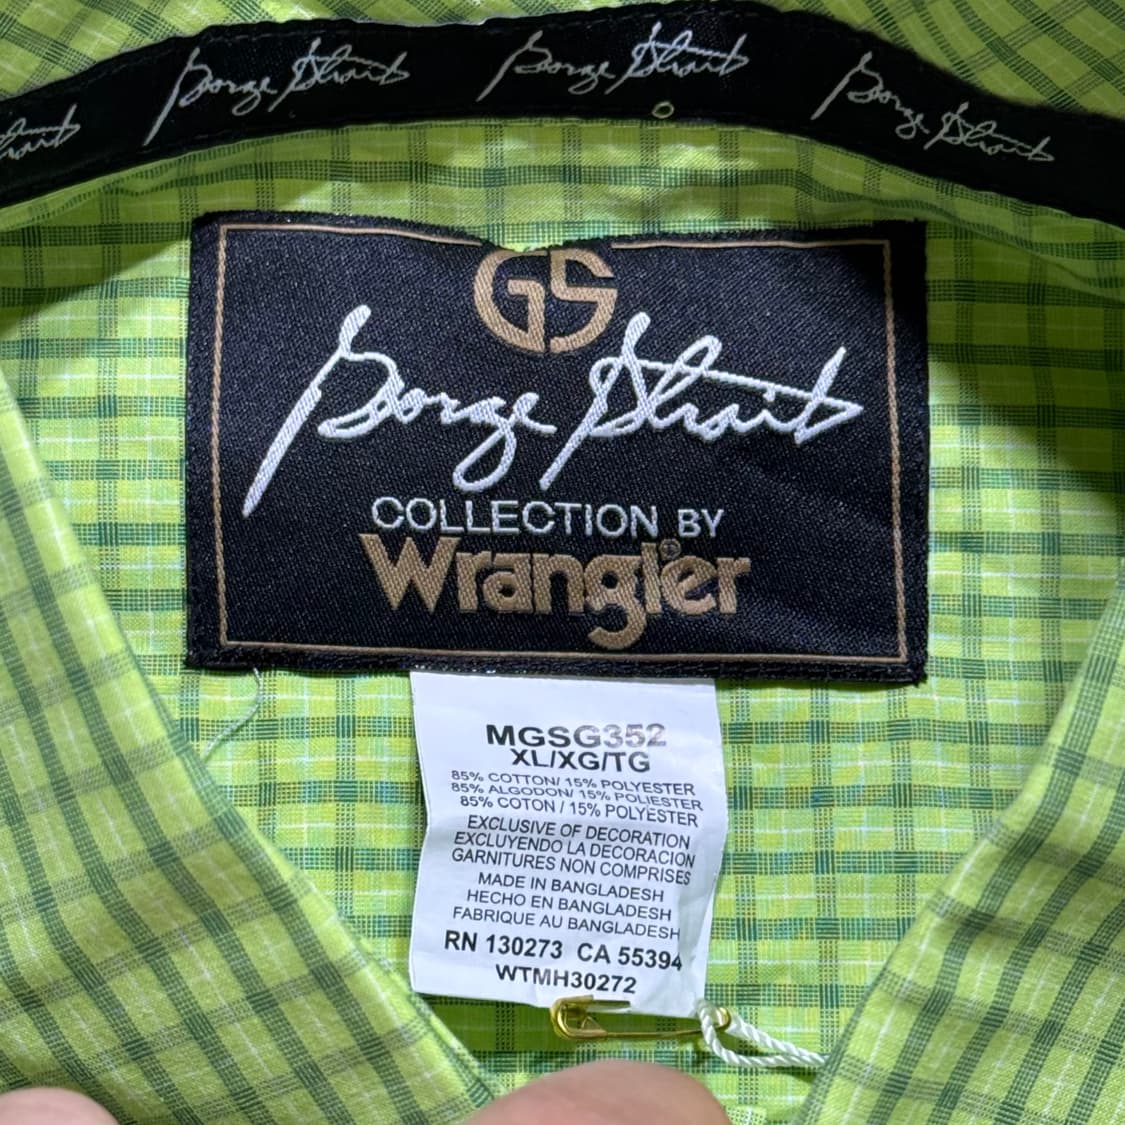 George Strait George Strait George Strait
GS
George Strait
COLLECTION BY
Wrangler®
MGSG352
XL/XG/TG
85% COTTON/ 15% POLYESTER
85% ALGODON/ 15% POLIESTER
85% COTON / 15% POLYESTER
EXCLUSIVE OF DECORATION
EXCLUYENDO LA DECORACION
GARNITURES NON COMPRISES
MADE IN BANGLADESH
HECHO EN BANGLADESH
FABRIQUE AU BANGLADESH
RN 130273 CA 55394
WTMH30272